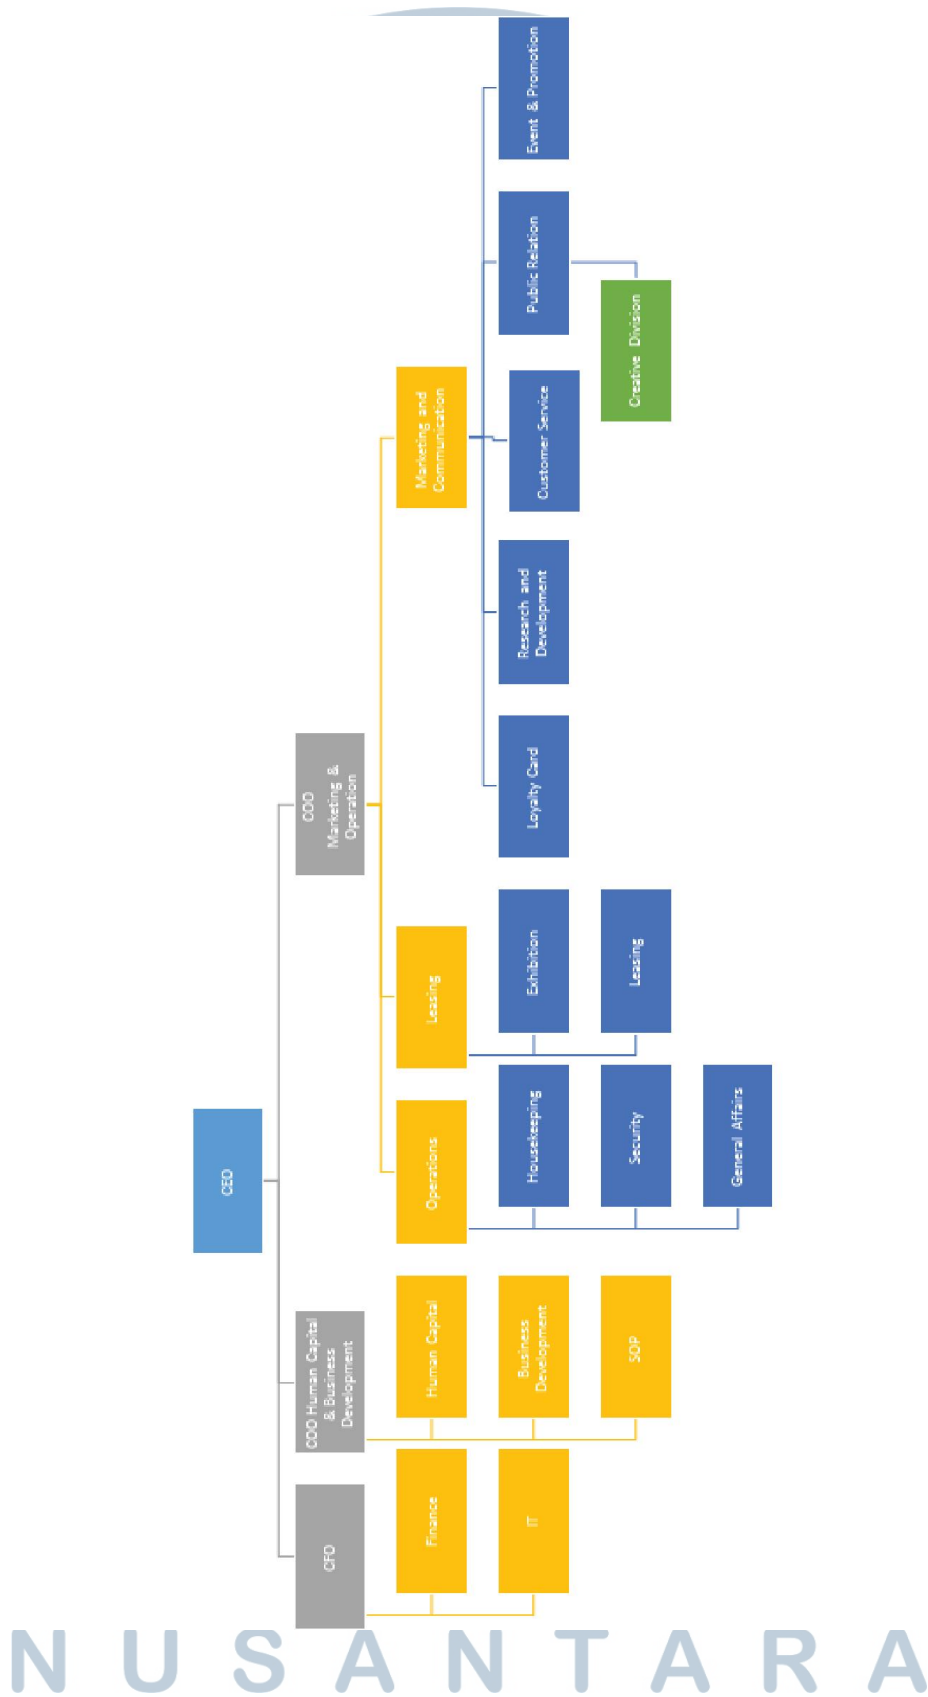 CEO
CFO
COO Human Capital
& Business
Development
COO
Marketing &
Operation
Finance
IT
Human Capital
Business
Development
SOP
Operations
Leasing
Marketing and
Communication
Housekeeping
Security
General Affairs
Exhibition
Leasing
Loyalty Card
Research and
Development
Customer Service
Public Relation
Event & Promotion
Creative Division
NUSANTARA